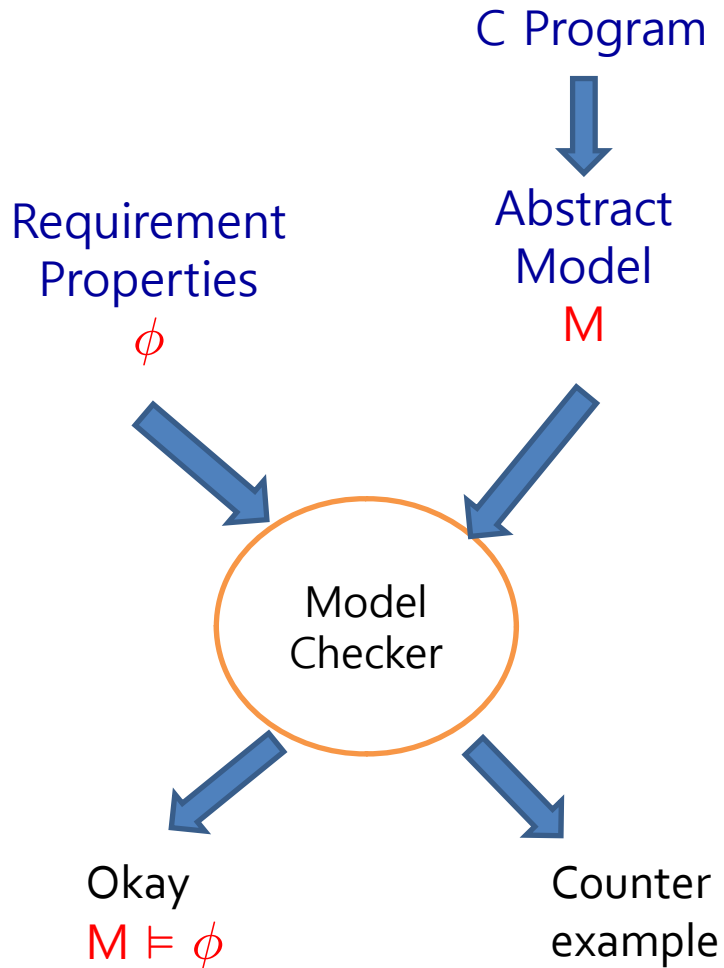 C Program
Requirement
Properties
ϕ
Abstract
Model
M
Model
Checker
Okay
M ⊨ ϕ
Counter
example